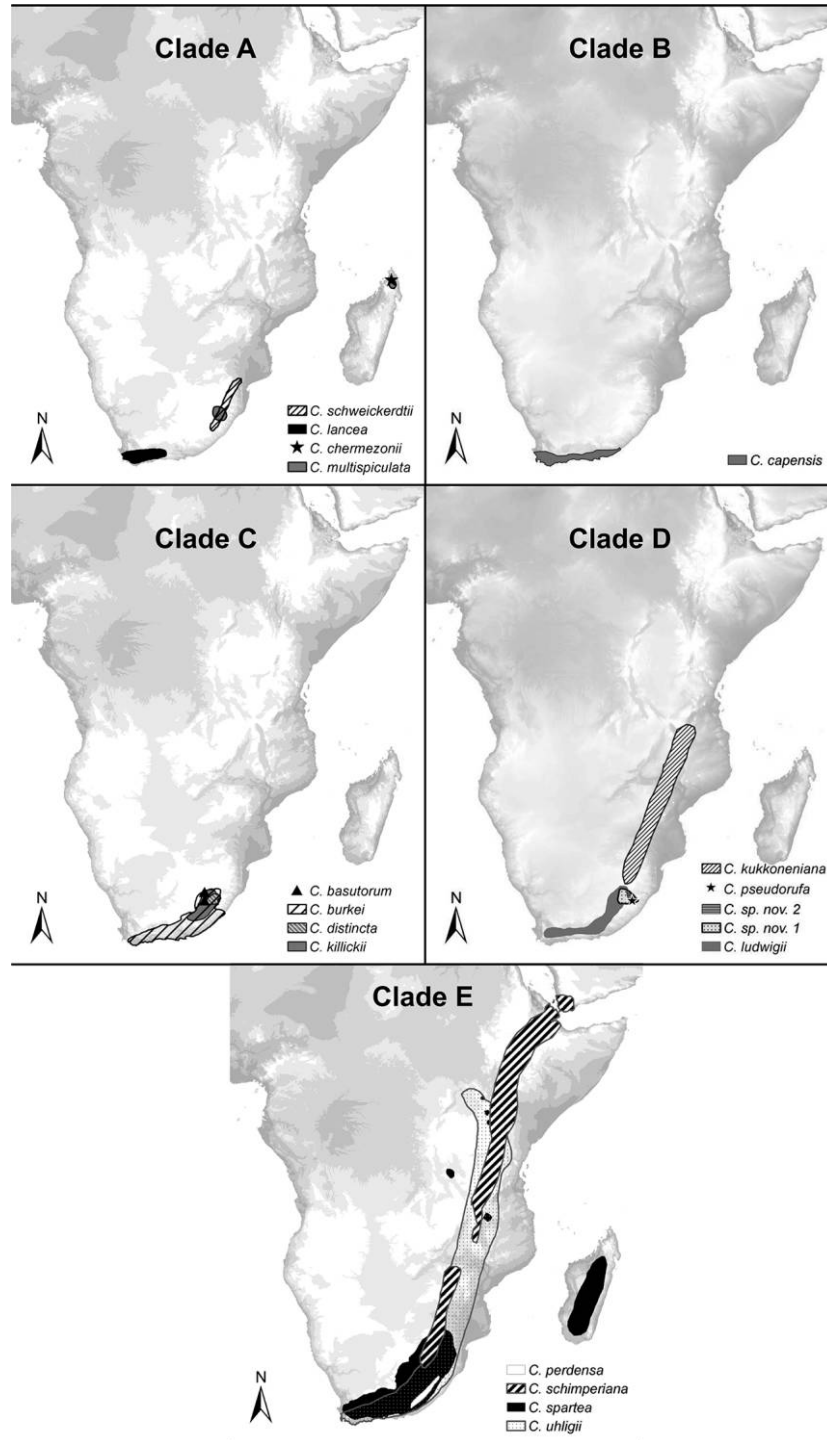 Clade A
N
C. schweickerdtii
C. lancea
C. chermezonii
C. multispiculata
Clade B
N
C. capensis
Clade C
N
C. basutorum
C. burkei
C. distincta
C. killickii
Clade D
N
C. kukkoneniana
C. pseudorufa
C. sp. nov. 2
C. sp. nov. 1
C. ludwigii
Clade E
N
C. perdensa
C. schimperiana
C. spartea
C. uhligii